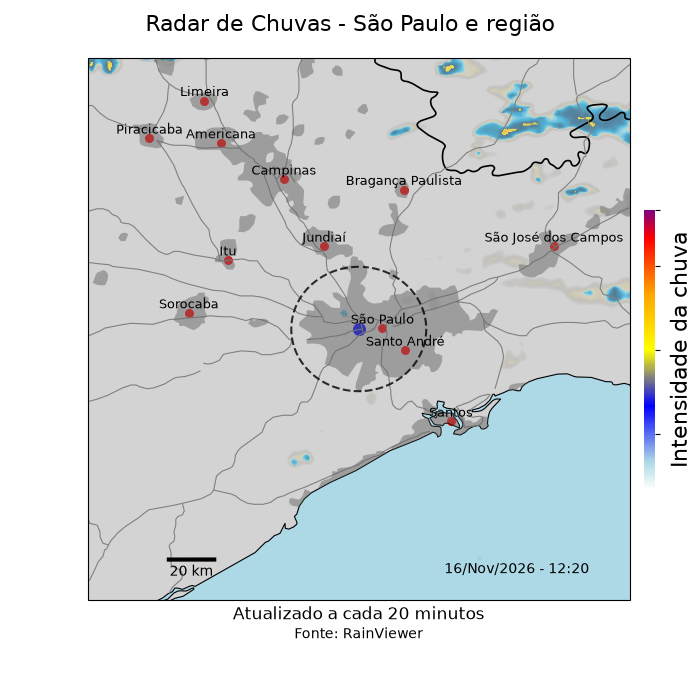 Radar de Chuvas - São Paulo e região
Limeira
Piracicaba
Americana
Campinas
Bragança Paulista
Jundiaí
São José dos Campos
Itu
Sorocaba
São Paulo
Santo André
Santos
Intensidade da chuva
20 km
16/Nov/2026 - 12:20
Atualizado a cada 20 minutos
Fonte: RainViewer